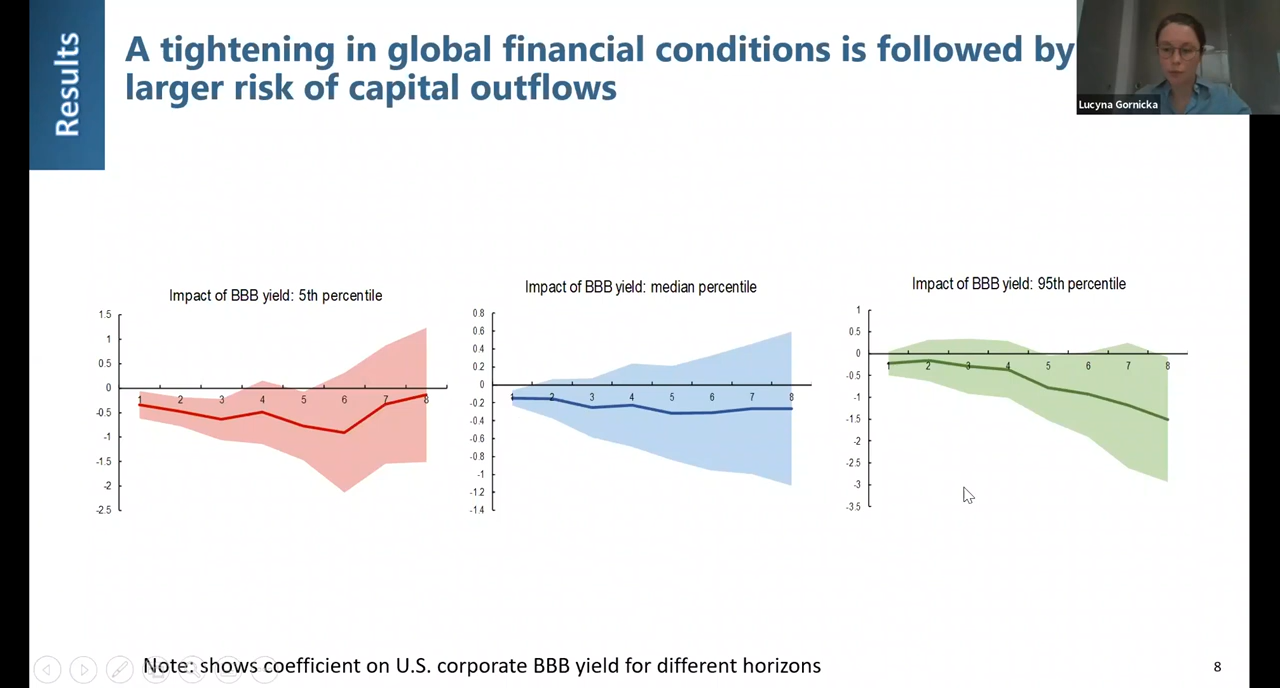 Results
A tightening in global financial conditions is followed by
larger risk of capital outflows
Lucyna Gornicka
Impact of BBB yield: 5th percentile
1.5
1
0.5
0
-0.5
-1
-1.5
-2
-2.5
1 2 3 4 5 6 7 8
Impact of BBB yield: median percentile
0.8
0.6
0.4
0.2
0
-0.2
-0.4
-0.6
-0.8
-1
-1.2
-1.4
1 2 3 4 5 6 7 8
Impact of BBB yield: 95th percentile
1
0.5
0
-0.5
-1
-1.5
-2
-2.5
-3
-3.5
1 2 3 4 5 6 7 8
Note: shows coefficient on U.S. corporate BBB yield for different horizons
8